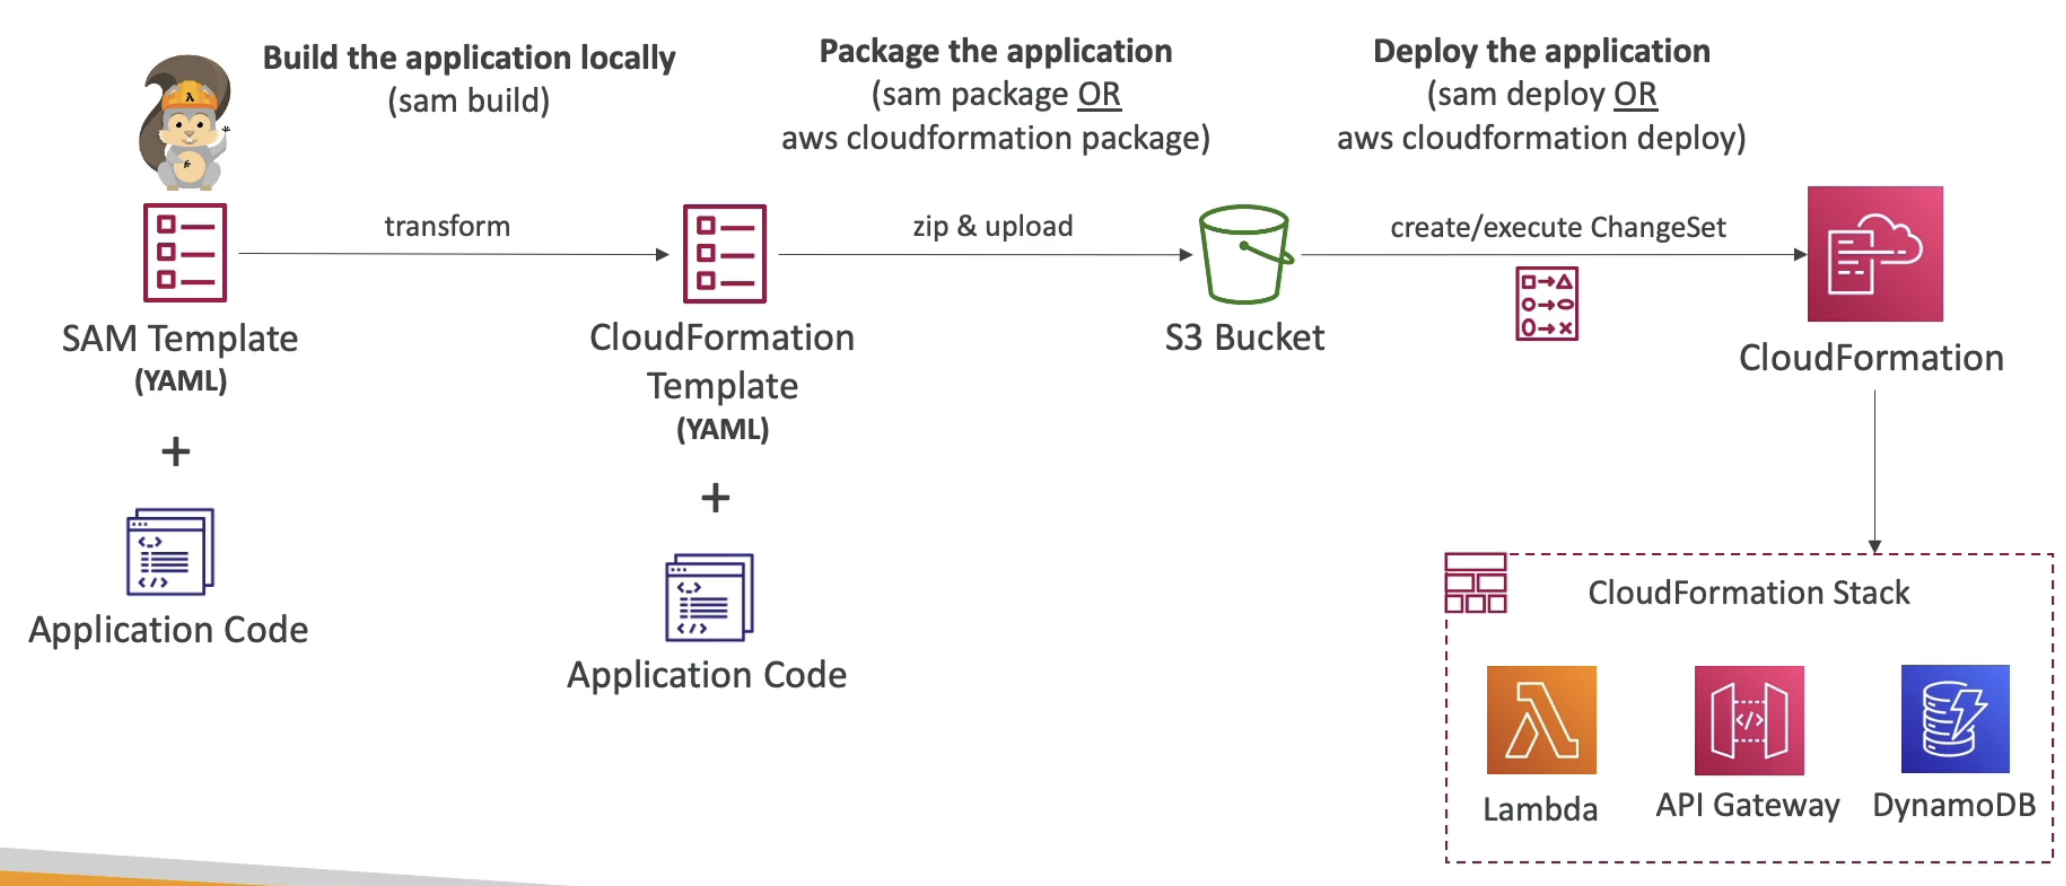 Build the application locally
(sam build)
Package the application
(sam package OR
aws cloudformation package)
Deploy the application
(sam deploy OR
aws cloudformation deploy)
transform
zip & upload
create/execute ChangeSet
SAM Template
(YAML)
+
Application Code
CloudFormation
Template
(YAML)
+
Application Code
S3 Bucket
CloudFormation
CloudFormation Stack
Lambda
API Gateway
DynamoDB